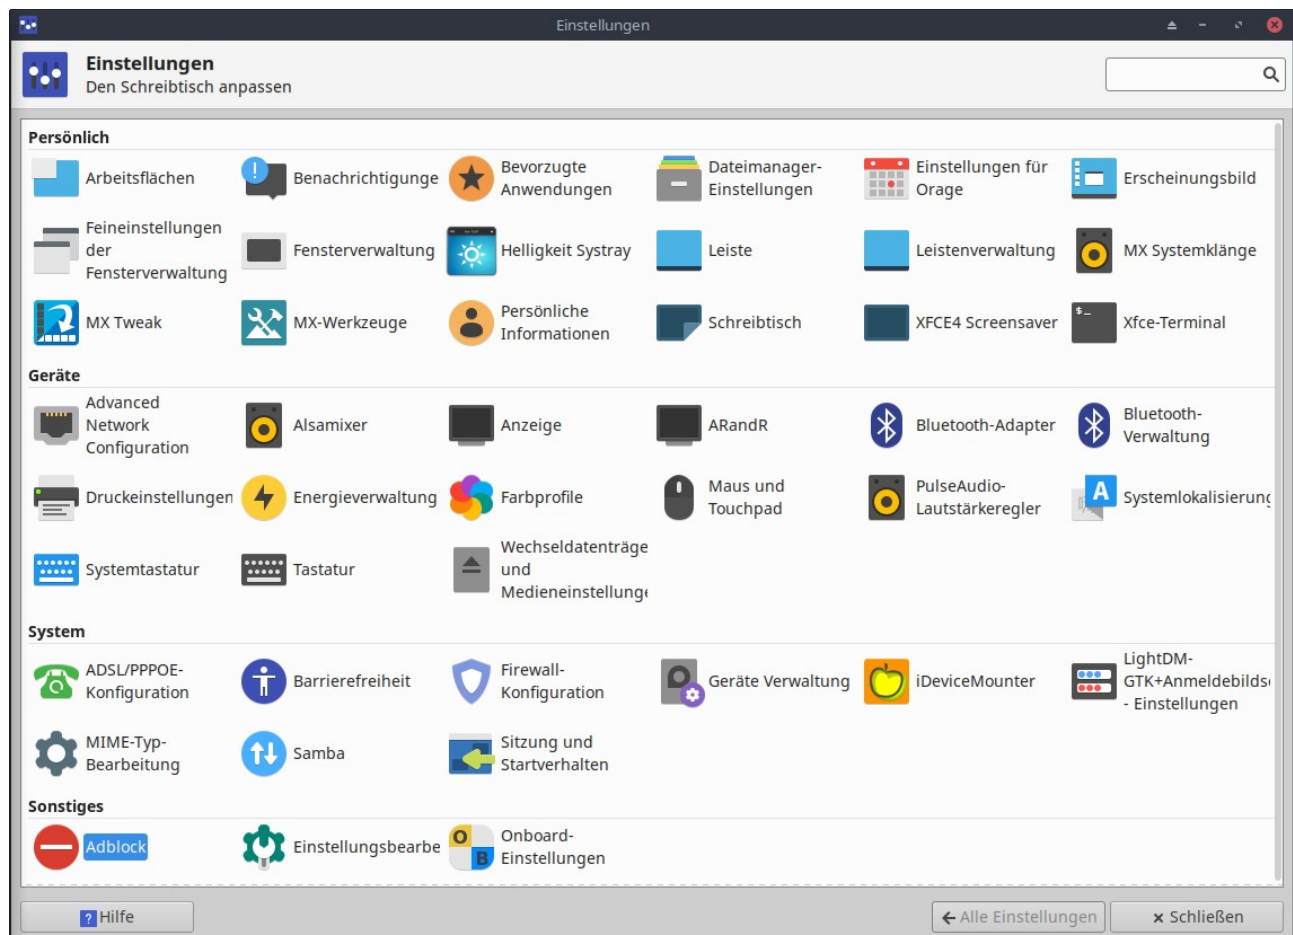 Einstellungen
Einstellungen
Den Schreibtisch anpassen
Persönlich
Arbeitsflächen
Benachrichtigunge
Bevorzugte
Anwendungen
Dateimanager-
Einstellungen
Einstellungen für
Orage
Erscheinungsbild
Feineinstellungen
der
Fensterverwaltung
Fensterverwaltung
Helligkeit Systray
Leiste
Leistenverwaltung
MX Systemklänge
MX Tweak
MX-Werkzeuge
Persönliche
Informationen
Schreibtisch
XFCE4 Screensaver
$_
Xfce-Terminal
Geräte
Advanced
Network
Configuration
Alsamixer
Anzeige
ARandR
Bluetooth-Adapter
Bluetooth-
Verwaltung
Druckeinstellungen
Energieverwaltung
Farbprofile
Maus und
Touchpad
PulseAudio-
Lautstärkeregler
A
Systemlokalisierung
Systemtastatur
Tastatur
Wechseldatenträge
und
Medieneinstellunge
System
ADSL/PPPOE-
Konfiguration
Barrierefreiheit
Firewall-
Konfiguration
Geräte Verwaltung
iDeviceMounter
LightDM-
GTK+Anmeldebilds
- Einstellungen
MIME-Typ-
Bearbeitung
Samba
Sitzung und
Startverhalten
Sonstiges
Adblock
Einstellungsbearbe
O
B
Onboard-
Einstellungen
? Hilfe
Alle Einstellungen
Schließen